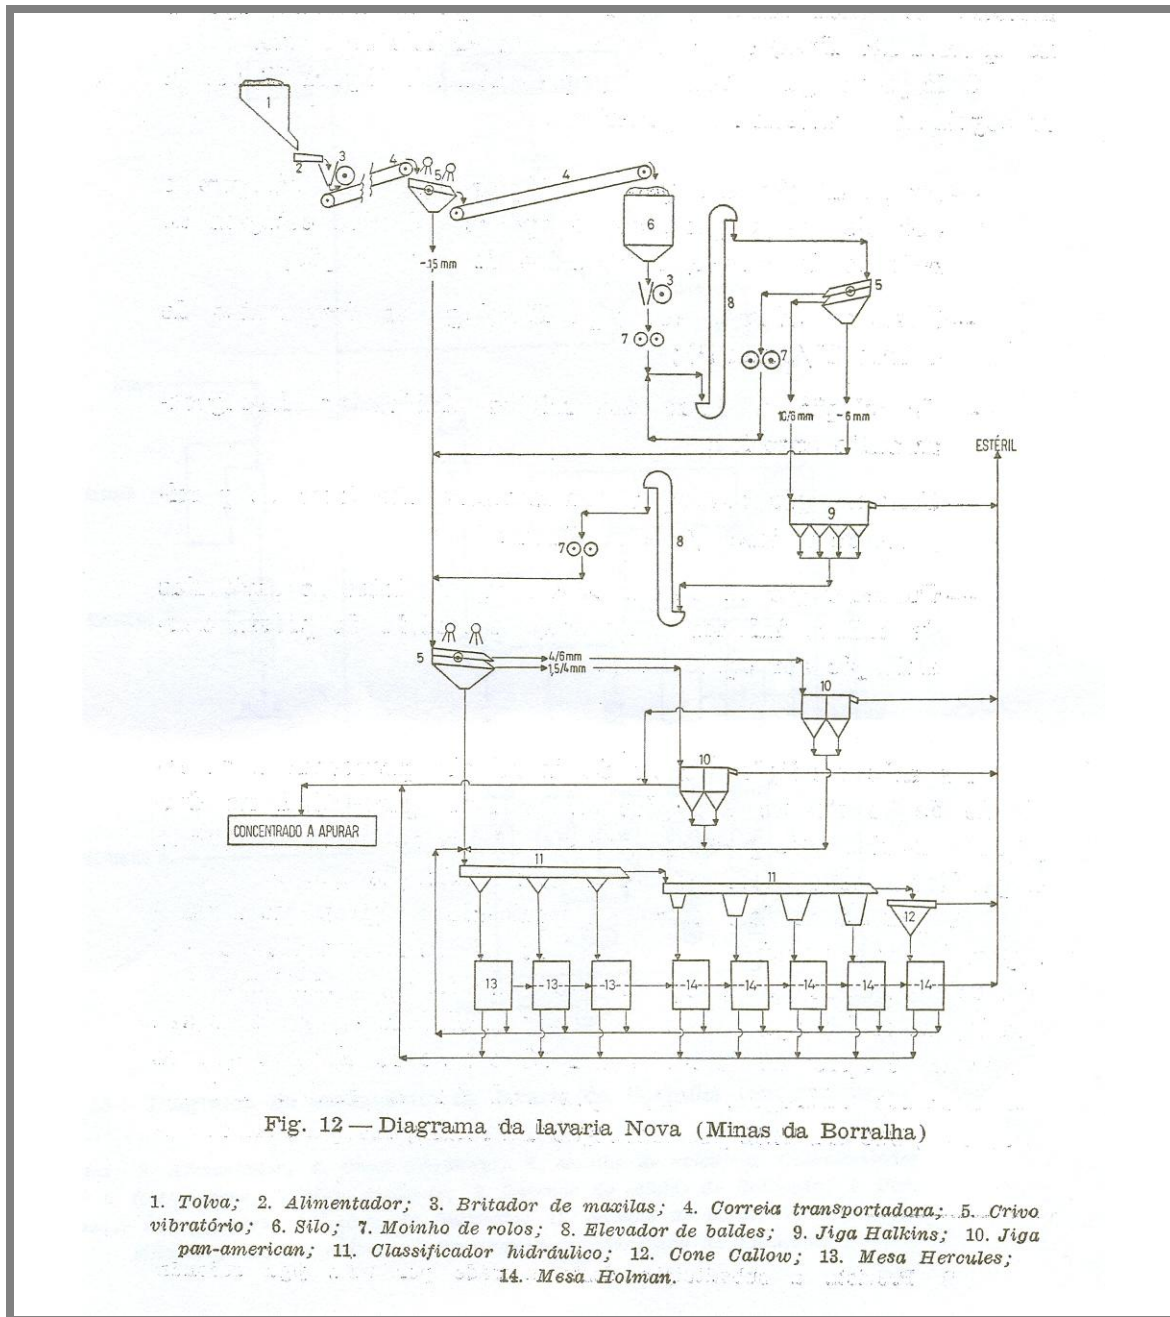 1
2
3
4
5
4
6
-15 mm
3
7
8
5
7
10/6 mm
- 6 mm
ESTÉRIL
9
7
8
5
4/6mm
1,5/4mm
10
10
CONCENTRADO A APURAR
11
11
12
13
-13-
-13-
-14-
-14-
-14-
-14-
-14-
Fig. 12 — Diagrama da lavaria Nova (Minas da Borralha)
1. Tolva; 2. Alimentador; 3. Britador de maxilas; 4. Correia transportadora; 5. Crivo
vibratório; 6. Silo; 7. Moinho de rolos; 8. Elevador de baldes; 9. Jiga Halkins; 10. Jiga
pan-american; 11. Classificador hidráulico; 12. Cone Callow; 13. Mesa Hercules;
14. Mesa Holman.